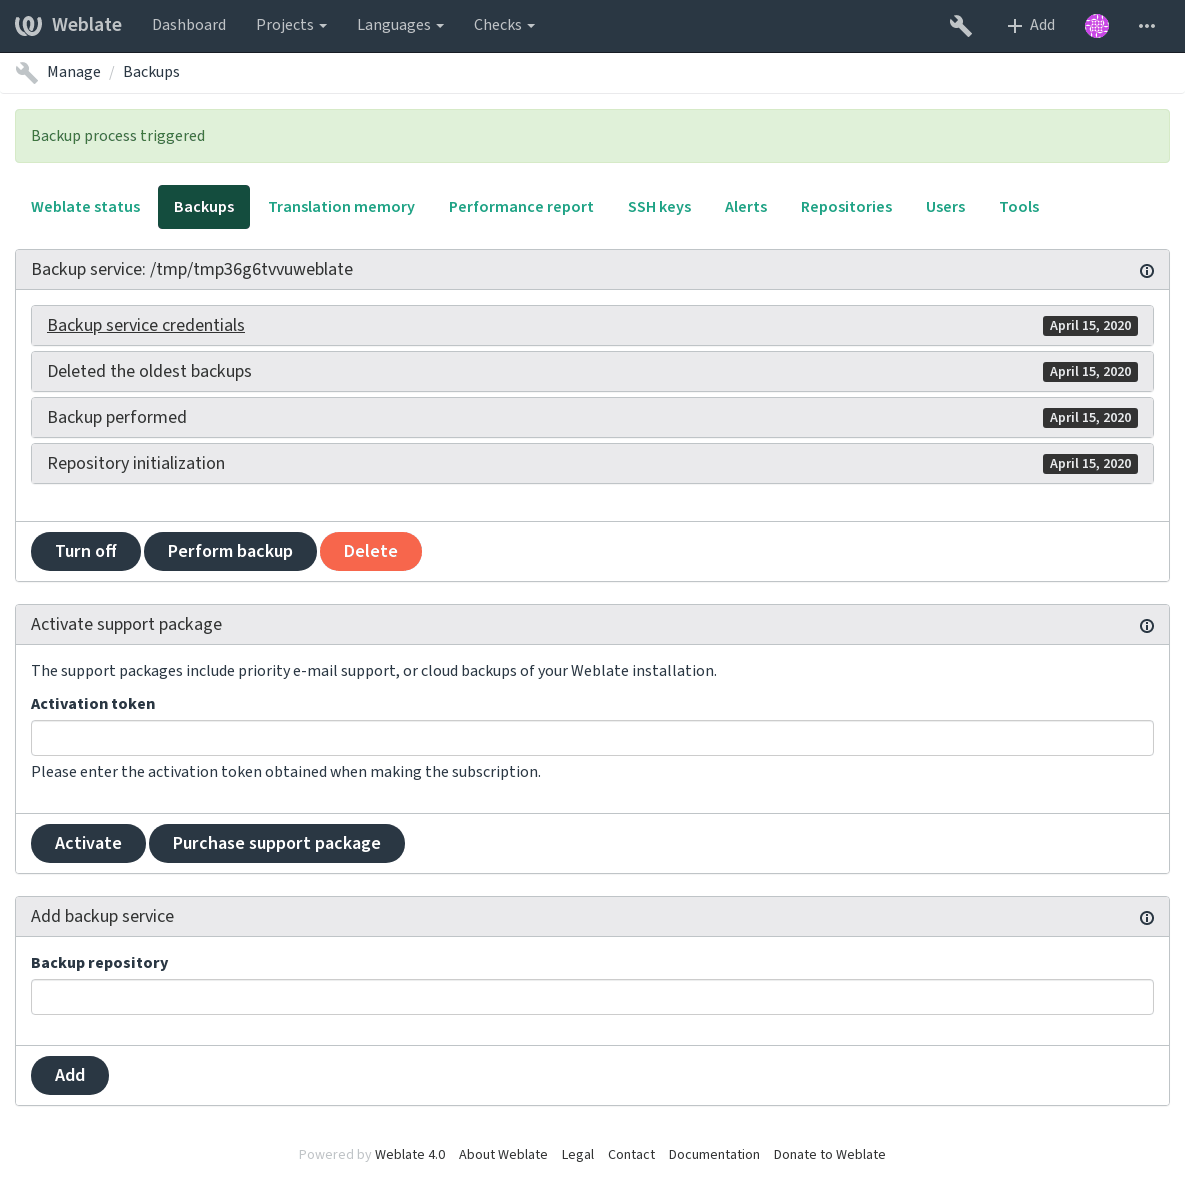 Weblate Dashboard Projects Languages Checks Add
Manage / Backups
Backup process triggered
Weblate status Backups Translation memory Performance report SSH keys Alerts Repositories Users Tools
Backup service: /tmp/tmp36g6tvvuweblate
Backup service credentials April 15, 2020
Deleted the oldest backups April 15, 2020
Backup performed April 15, 2020
Repository initialization April 15, 2020
Turn off Perform backup Delete
Activate support package
The support packages include priority e-mail support, or cloud backups of your Weblate installation.
Activation token
Please enter the activation token obtained when making the subscription.
Activate Purchase support package
Add backup service
Backup repository
Add
Powered by Weblate 4.0 About Weblate Legal Contact Documentation Donate to Weblate